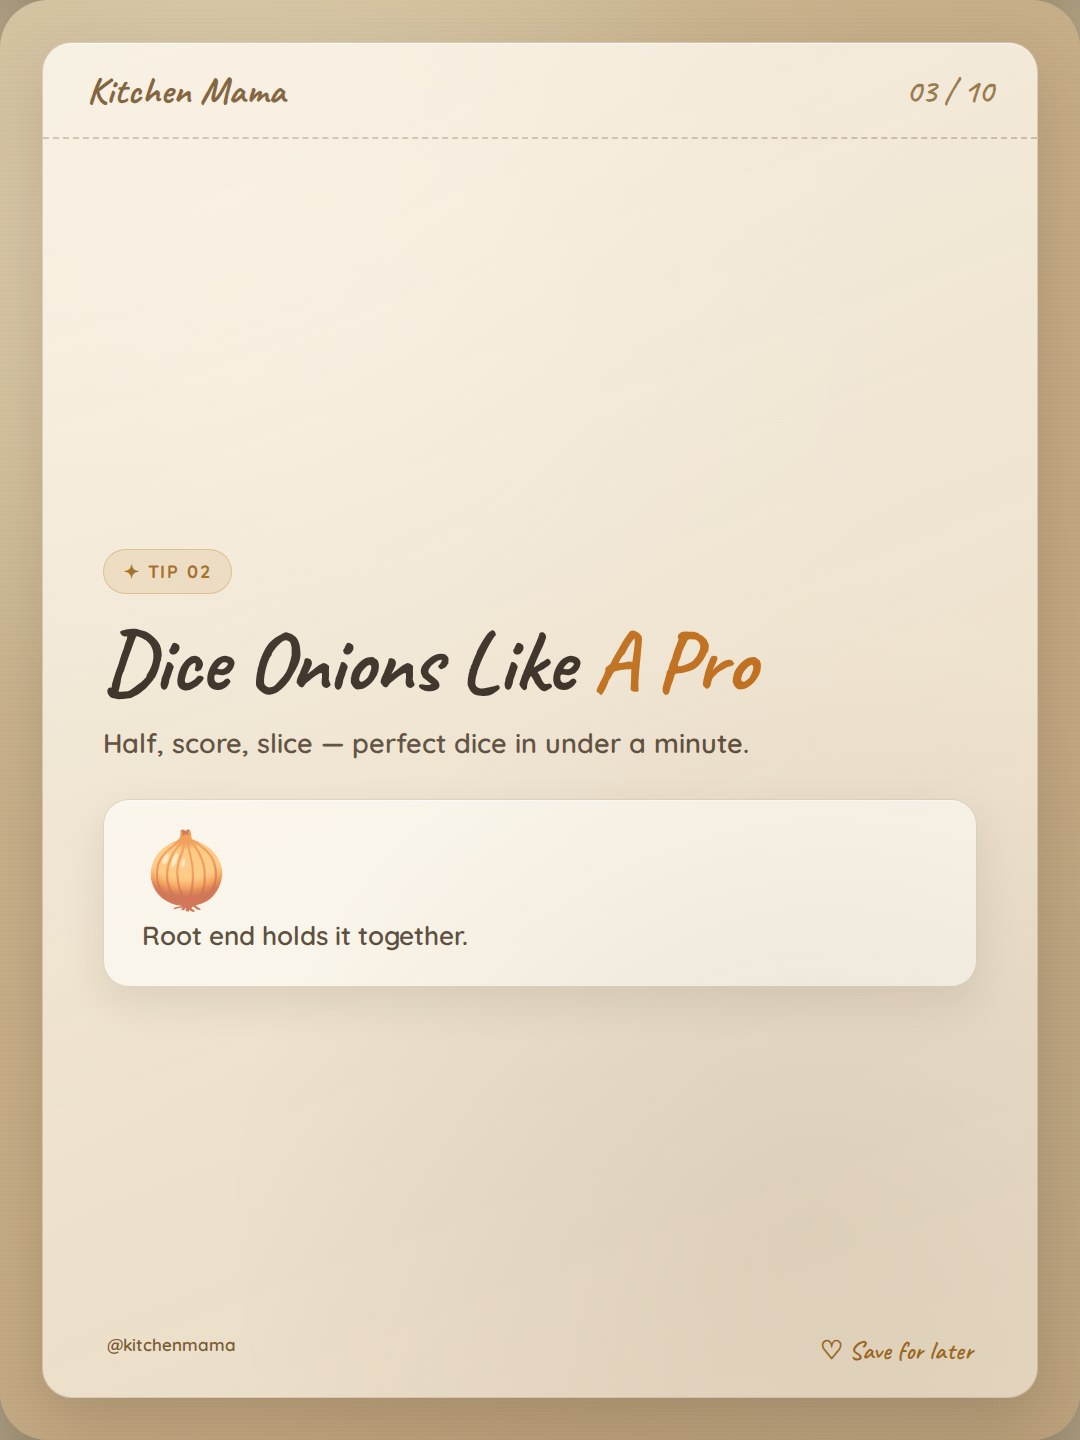 Kitchen Mama
03 / 10
✦ TIP 02
Dice Onions Like A Pro
Half, score, slice — perfect dice in under a minute.
Root end holds it together.
@kitchenmama
♡ Save for later